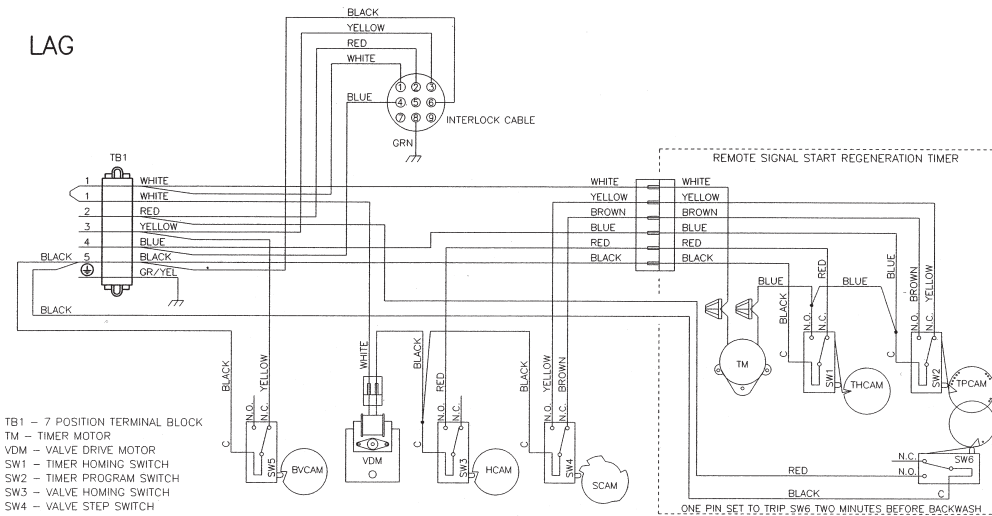 LAG
BLACK
YELLOW
RED
WHITE
1 2 3
BLUE
4 5 6
7 8 9
INTERLOCK CABLE
GRN
TB1
REMOTE SIGNAL START REGENERATION TIMER
1 WHITE WHITE WHITE
1 WHITE YELLOW YELLOW
2 RED BROWN BROWN
3 YELLOW BLUE BLUE
4 BLUE RED RED
BLACK 5 BLACK BLACK BLACK
GR/YEL
BLACK
BLUE BLACK RED BLUE BLUE BROWN YELLOW
N.O. N.C. N.O. N.C.
C C
TM SW1 THCAM SW2 TPCAM
BLACK YELLOW WHITE BLACK RED BLACK YELLOW BROWN
N.O. N.C. N.O. N.C. N.O. N.C.
C C C
SW5 BVCAM VDM SW3 HCAM SW4 SCAM
N.C. SW6
RED N.O.
BLACK C
ONE PIN SET TO TRIP SW6 TWO MINUTES BEFORE BACKWASH
TB1 – 7 POSITION TERMINAL BLOCK
TM – TIMER MOTOR
VDM – VALVE DRIVE MOTOR
SW1 – TIMER HOMING SWITCH
SW2 – TIMER PROGRAM SWITCH
SW3 – VALVE HOMING SWITCH
SW4 – VALVE STEP SWITCH